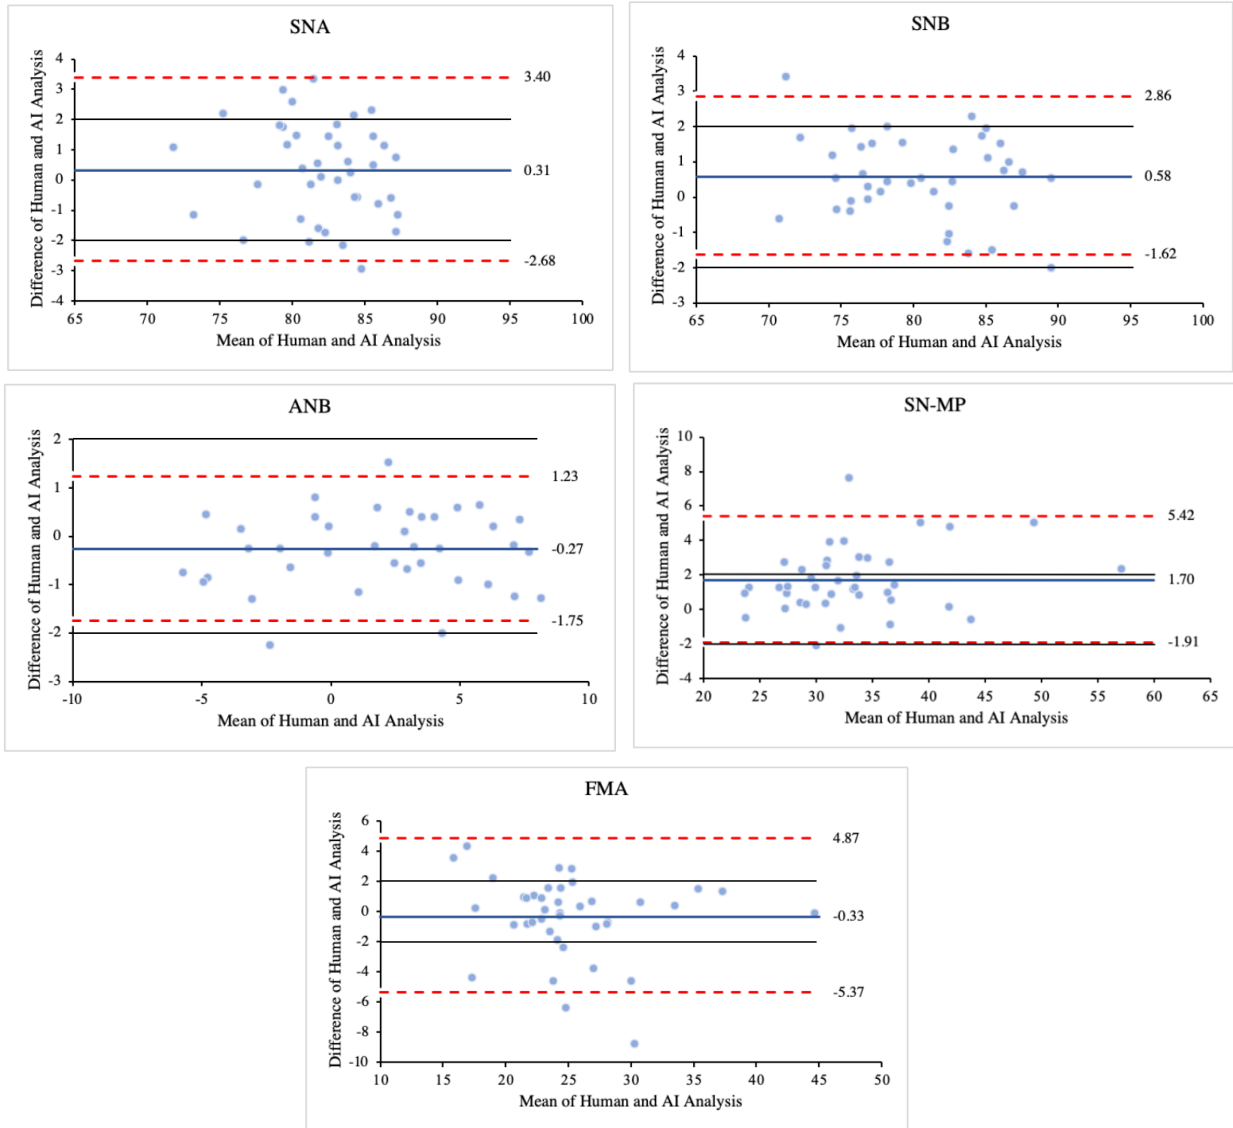 SNA
Difference of Human and AI Analysis
4
3
2
1
0
-1
-2
-3
-4
3.40
0.31
-2.68
65 70 75 80 85 90 95 100
Mean of Human and AI Analysis
SNB
Difference of Human and AI Analysis
4
3
2
1
0
-1
-2
-3
2.86
0.58
-1.62
65 70 75 80 85 90 95 100
Mean of Human and AI Analysis
ANB
Difference of Human and AI Analysis
2
1
0
-1
-2
-3
1.23
-0.27
-1.75
-10 -5 0 5 10
Mean of Human and AI Analysis
SN-MP
Difference of Human and AI Analysis
10
8
6
4
2
0
-2
-4
5.42
1.70
-1.91
20 25 30 35 40 45 50 55 60 65
Mean of Human and AI Analysis
FMA
Difference of Human and AI Analysis
6
4
2
0
-2
-4
-6
-8
-10
4.87
-0.33
-5.37
10 15 20 25 30 35 40 45 50
Mean of Human and AI Analysis